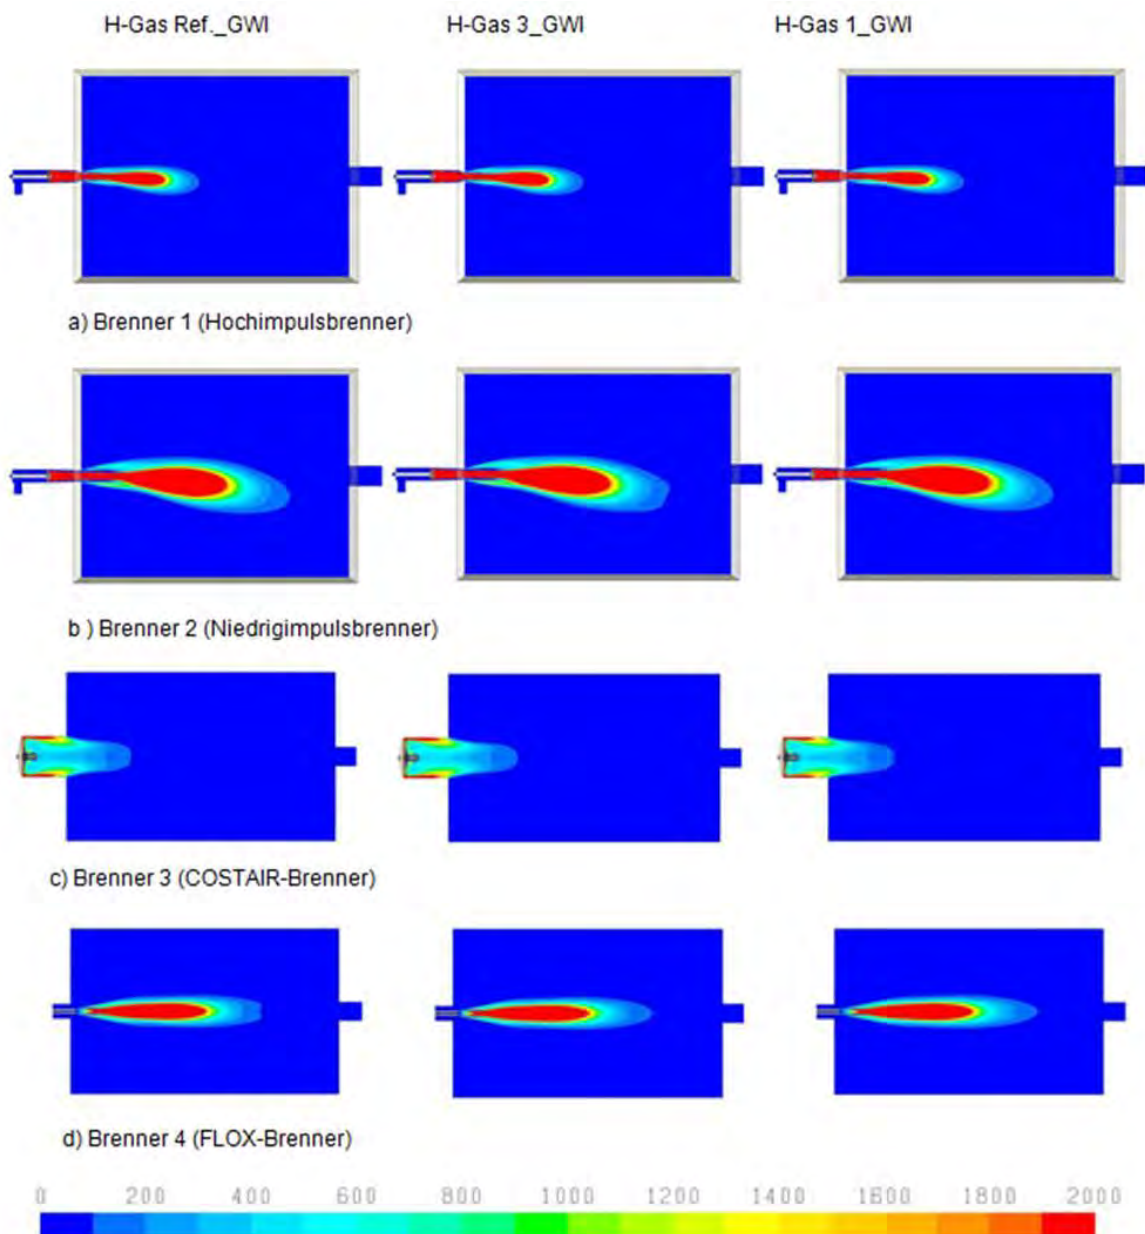 H-Gas Ref._GWI H-Gas 3_GWI H-Gas 1_GWI
a) Brenner 1 (Hochimpulsbrenner)
b ) Brenner 2 (Niedrigimpulsbrenner)
c) Brenner 3 (COSTAIR-Brenner)
d) Brenner 4 (FLOX-Brenner)
0 200 400 600 800 1000 1200 1400 1600 1800 2000